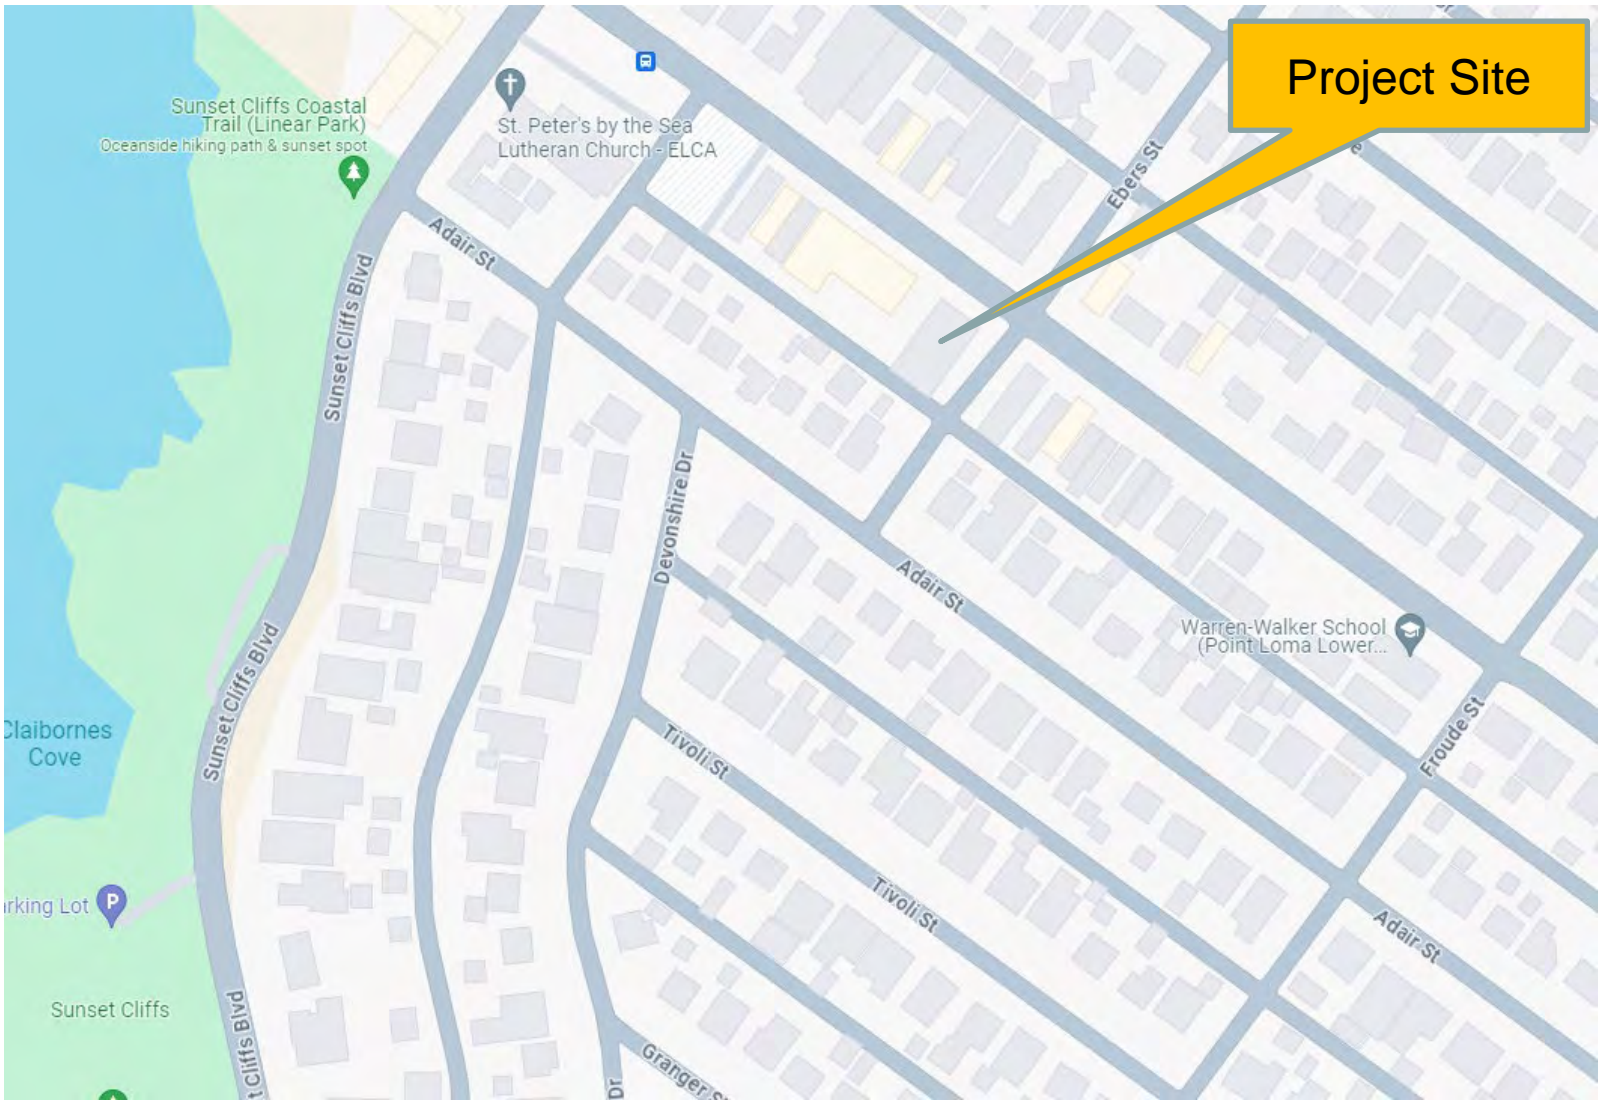 Project Site
Sunset Cliffs Coastal
Trail (Linear Park)
Oceanside hiking path & sunset spot
St. Peter's by the Sea
Lutheran Church - ELCA
Ebers St
Adair St
Sunset Cliffs Blvd
Devonshire Dr
Adair St
Warren-Walker School
(Point Loma Lower...
Sunset Cliffs Blvd
Claibornes
Cove
Tivoli St
Froude St
P
arking Lot
Tivoli St
Adair St
Sunset Cliffs
t Cliffs Blvd
Granger S
Dr